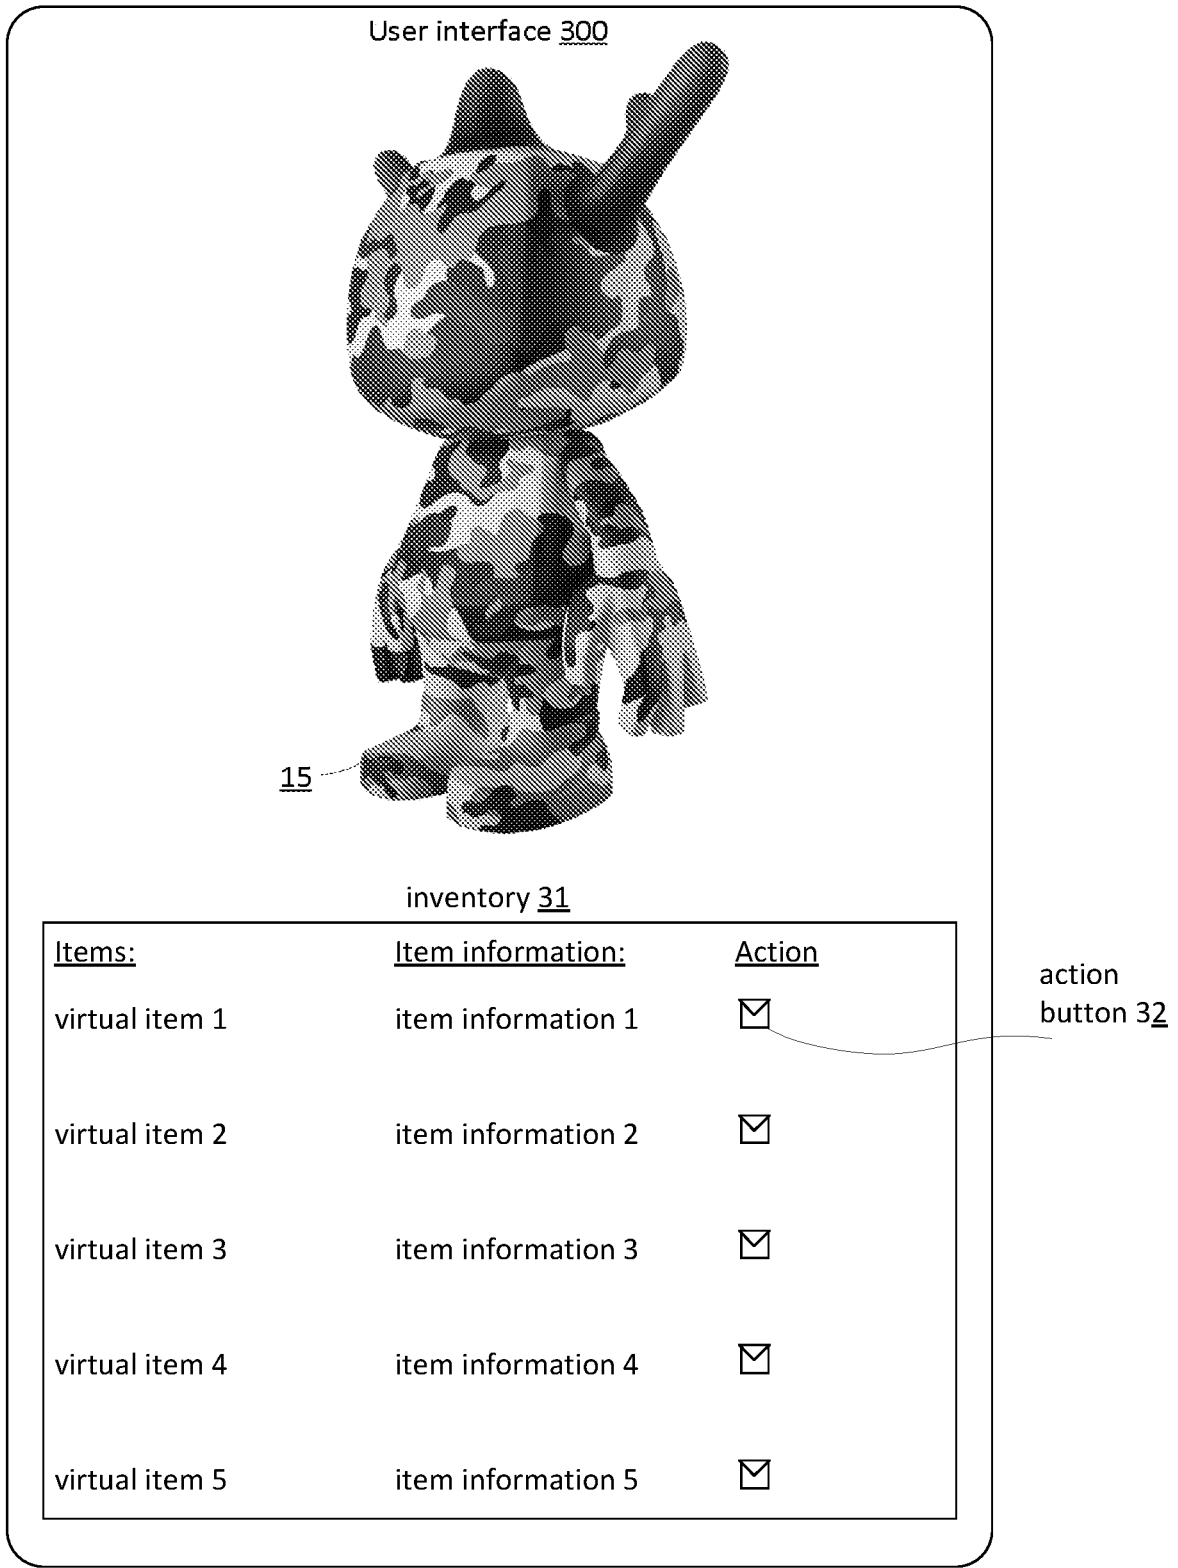 User interface 300
15
inventory 31
Items: Item information: Action
action
button 32
virtual item 1 item information 1
virtual item 2 item information 2
virtual item 3 item information 3
virtual item 4 item information 4
virtual item 5 item information 5